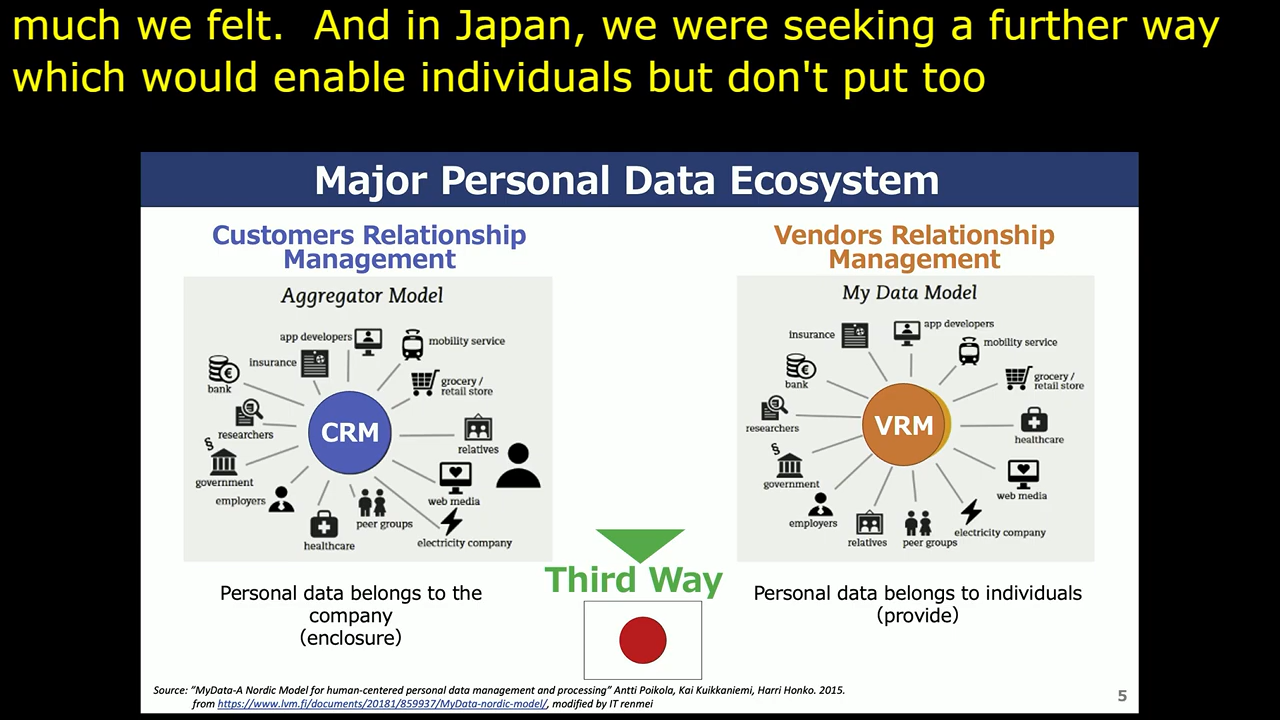 much we felt.  And in Japan, we were seeking a further way
which would enable individuals but don't put too
Major Personal Data Ecosystem
Customers Relationship
Management
Aggregator Model
app developers
mobility service
insurance
grocery /
retail store
bank
researchers
relatives
CRM
§
government
employers
web media
peer groups
healthcare
electricity company
Personal data belongs to the
company
(enclosure)
Vendors Relationship
Management
My Data Model
insurance
app developers
mobility service
bank
grocery /
retail store
researchers
VRM
healthcare
§
government
web media
employers
relatives
peer groups
electricity company
Personal data belongs to individuals
(provide)
Third Way
Source: "MyData-A Nordic Model for human-centered personal data management and processing" Antti Poikola, Kai Kuikkaniemi, Harri Honko. 2015.
from https://www.lvm.fi/documents/20181/859937/MyData-nordic-model/, modified by IT renmei
5